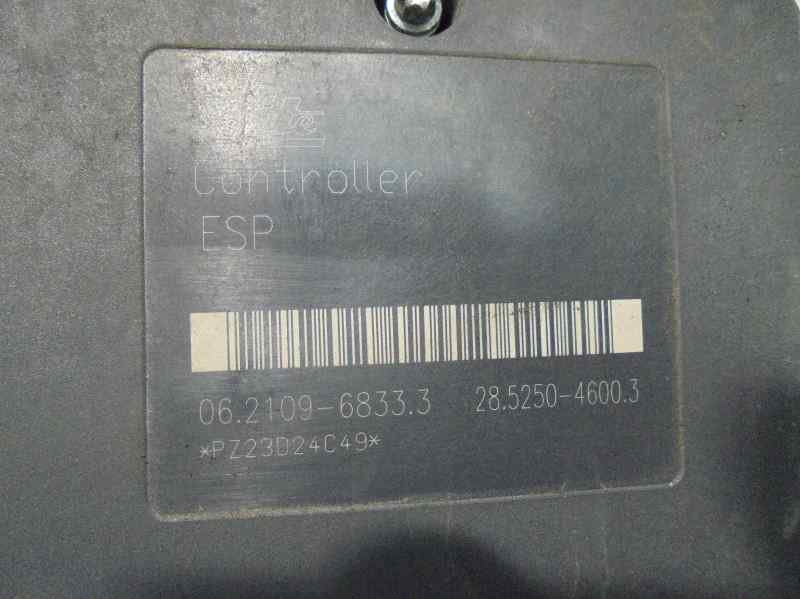 Controller
ESP
06.2109-6833.3 28.5250-4600.3
*PZ23D24C49*